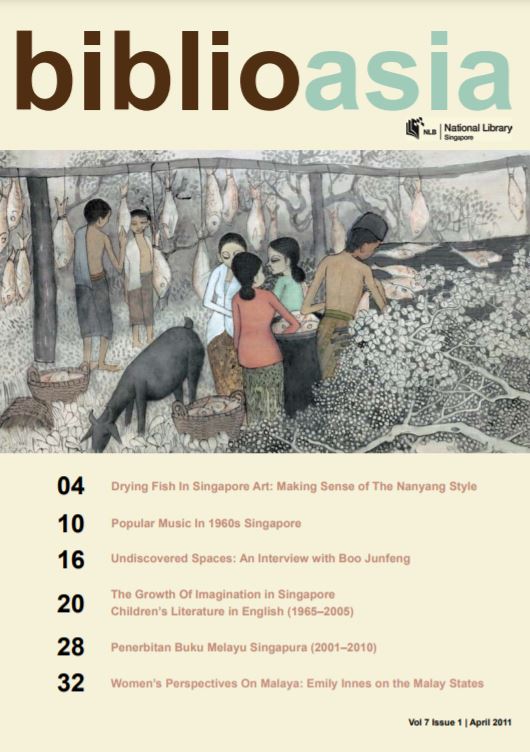 biblioasia
NLB
National Library
Singapore
04
Drying Fish In Singapore Art: Making Sense of The Nanyang Style
10
Popular Music In 1960s Singapore
16
Undiscovered Spaces: An Interview with Boo Junfeng
20
The Growth Of Imagination in Singapore
Children's Literature in English (1965–2005)
28
Penerbitan Buku Melayu Singapura (2001–2010)
32
Women's Perspectives On Malaya: Emily Innes on the Malay States
Vol 7 Issue 1 | April 2011